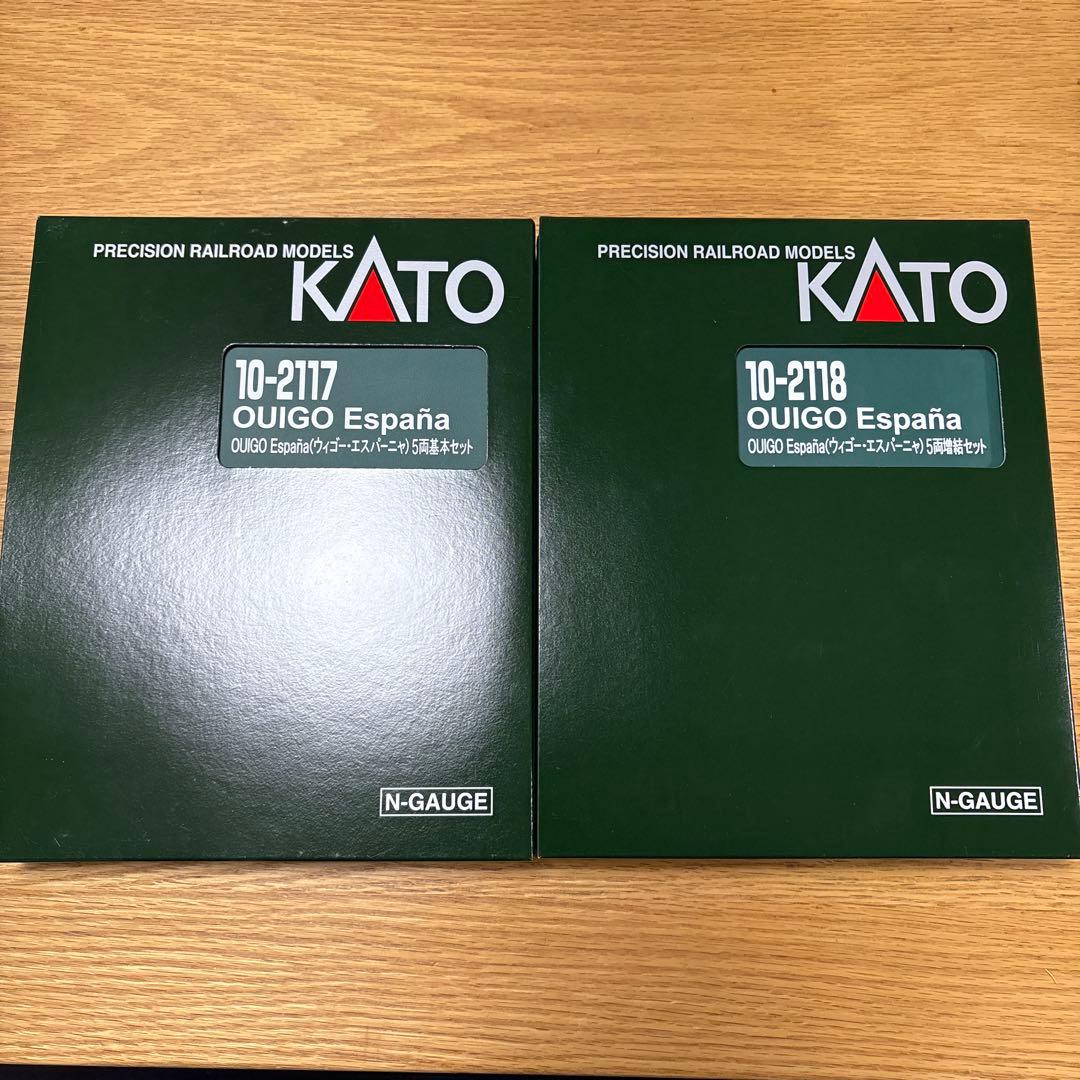 PRECISION RAILROAD MODELS
KATO
10-2117
OUIGO España
OUIGO España(ウィゴー・エスパーニャ)5両基本セット
N-GAUGE
PRECISION RAILROAD MODELS
KATO
10-2118
OUIGO España
OUIGO España(ウィゴー・エスパーニャ)5両増結セット
N-GAUGE